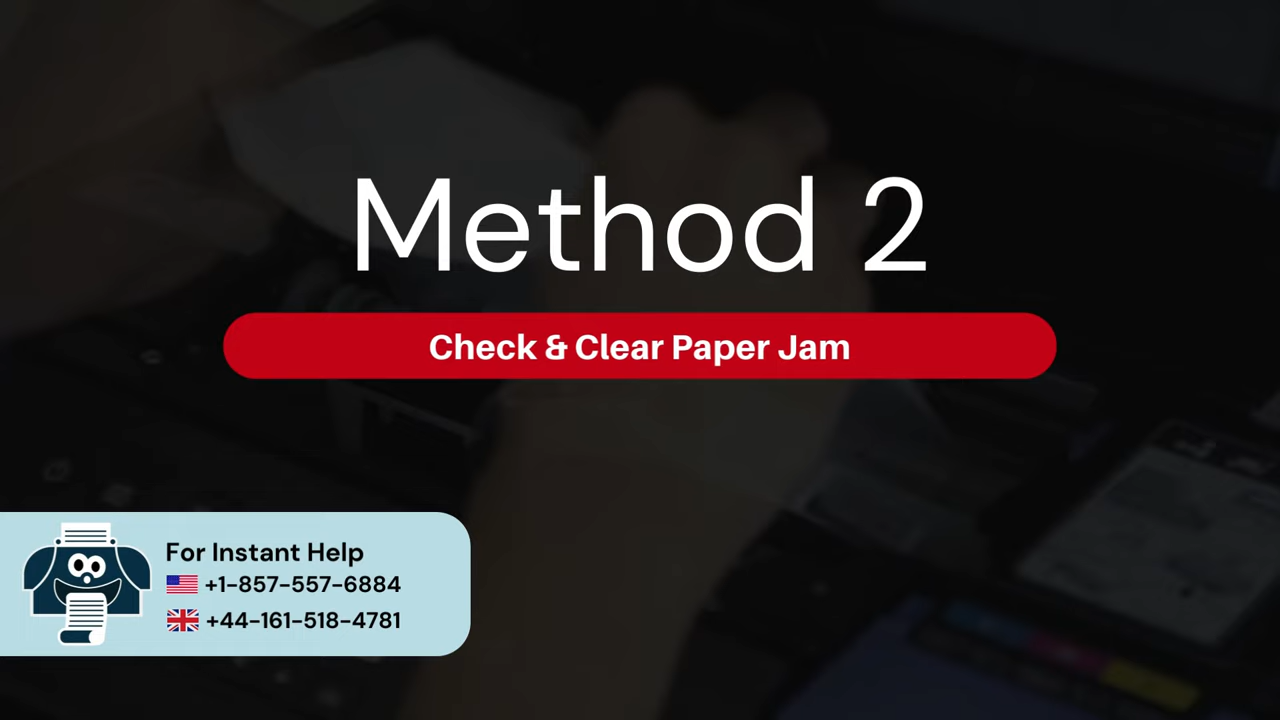 Method 2
Check & Clear Paper Jam
For Instant Help
+1-857-557-6884
+44-161-518-4781